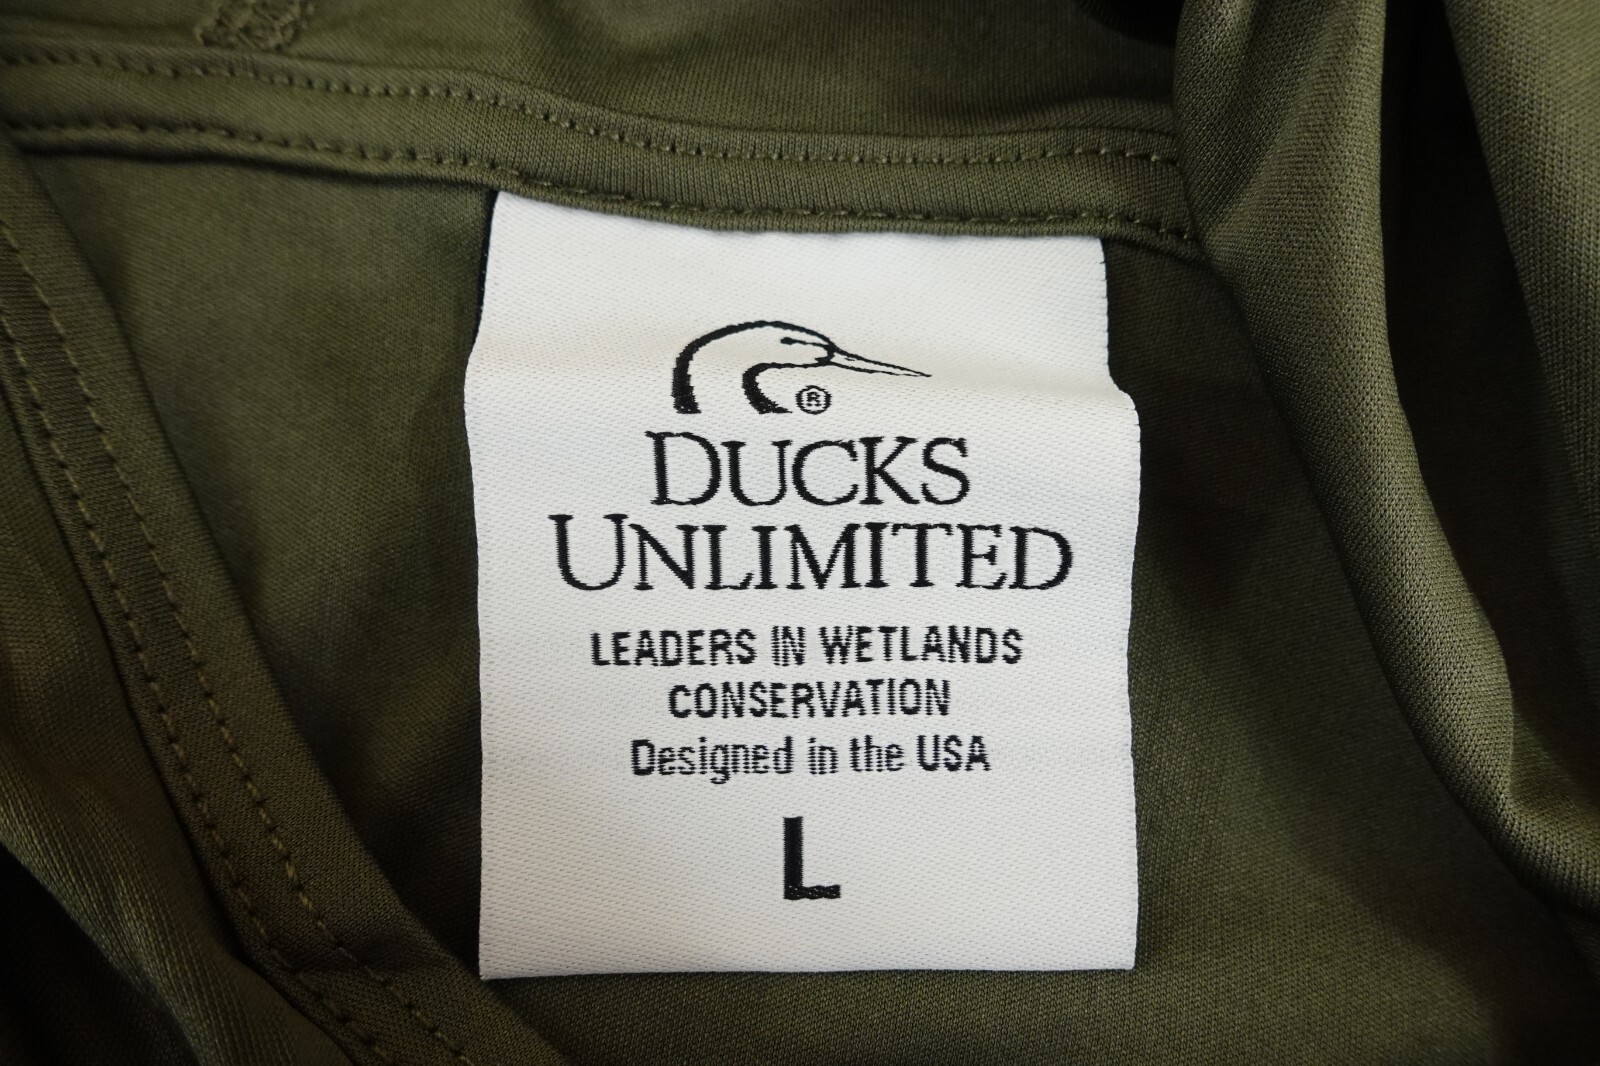 ®
DUCKS
UNLIMITED
LEADERS IN WETLANDS
CONSERVATION
Designed in the USA
L